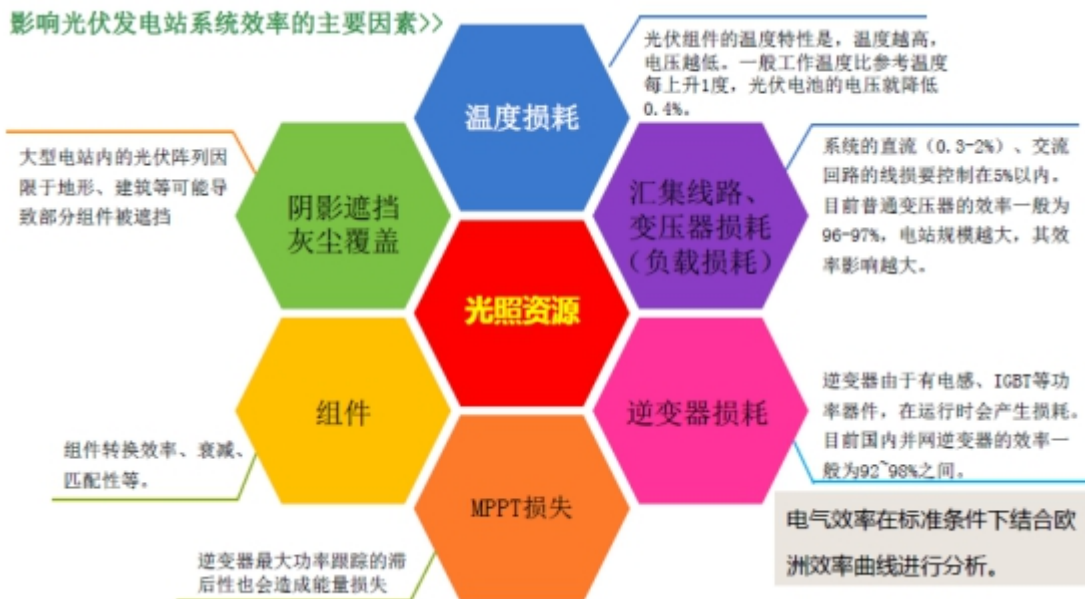 影响光伏发电站系统效率的主要因素>>
光伏组件的温度特性是，温度越高，
电压越低。一般工作温度比参考温度
每上升1度，光伏电池的电压就降低
0.4%。
温度损耗
大型电站内的光伏阵列因
限于地形、建筑等可能导
致部分组件被遮挡
阴影遮挡
灰尘覆盖
汇集线路、
变压器损耗
（负载损耗）
系统的直流（0.3-2%）、交流
回路的线损要控制在5%以内。
目前普通变压器的效率一般为
96-97%，电站规模越大，其效
率影响越大。
光照资源
组件
组件转换效率、衰减、
匹配性等。
逆变器损耗
逆变器由于有电感、IGBT等功
率器件，在运行时会产生损耗。
目前国内并网逆变器的效率一
般为92~98%之间。
MPPT损失
逆变器最大功率跟踪的滞
后性也会造成能量损失
电气效率在标准条件下结合欧
洲效率曲线进行分析。